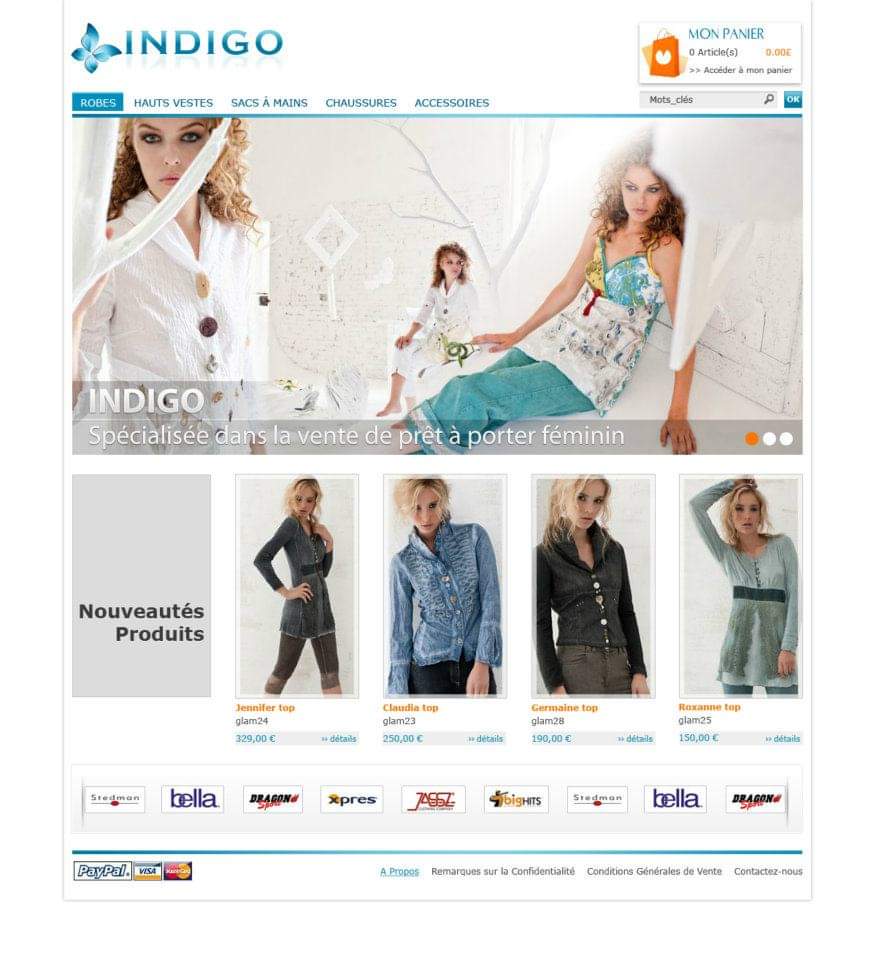 INDIGO
MON PANIER
0 Article(s) 0.00£
>> Accéder à mon panier
ROBES HAUTS VESTES SACS À MAINS CHAUSSURES ACCESSOIRES
Mots_clés OK
INDIGO
Spécialisée dans la vente de prêt à porter féminin
Nouveautés
Produits
Jennifer top
glam24
329,00 € ›› détails
Claudia top
glam23
250,00 € ›› détails
Germaine top
glam28
190,00 € ›› détails
Roxanne top
glam25
150,00 € ›› détails
Stedman
bella.
DRAGON
Sport
xpres
JASSZ
bigHITS
Stedman
bella.
DRAGON
Sport
PayPal VISA MasterCard
A Propos Remarques sur la Confidentialité Conditions Générales de Vente Contactez-nous